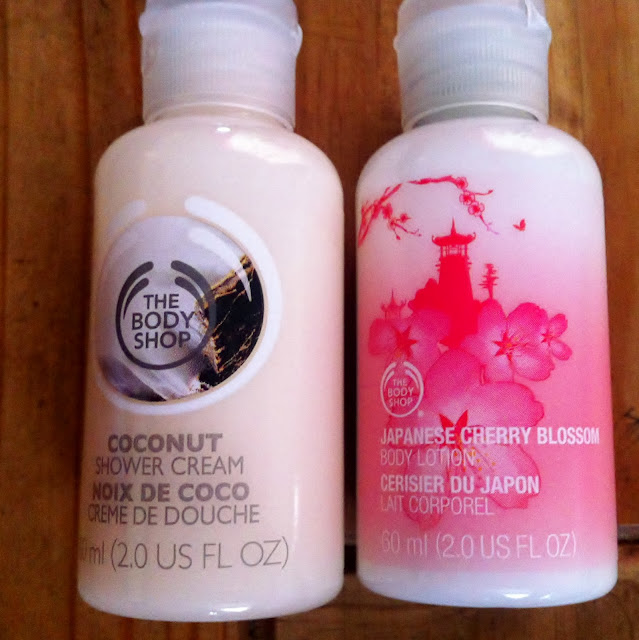 THE
BODY
SHOP
COCONUT
SHOWER CREAM
NOIX DE COCO
CRÈME DE DOUCHE
ml (2.0 US FL OZ)
THE
BODY
SHOP
®
JAPANESE CHERRY BLOSSOM
BODY LOTION
CERISIER DU JAPON
LAIT CORPOREL
60 ml (2.0 US FL OZ)